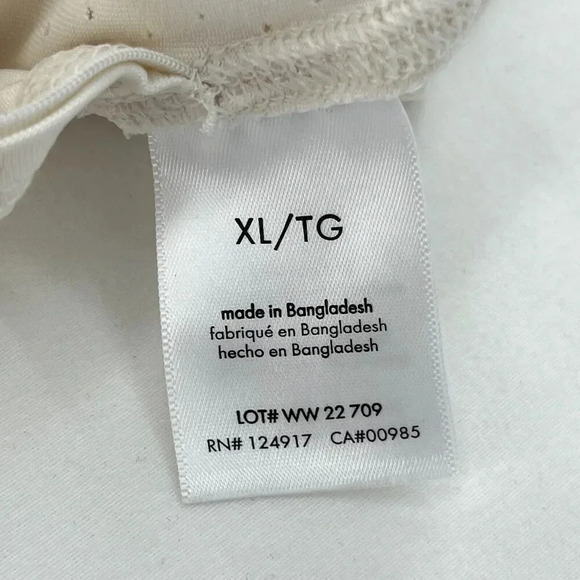 XL/TG
made in Bangladesh
fabriqué en Bangladesh
hecho en Bangladesh
LOT# WW 22 709
RN# 124917 CA#00985